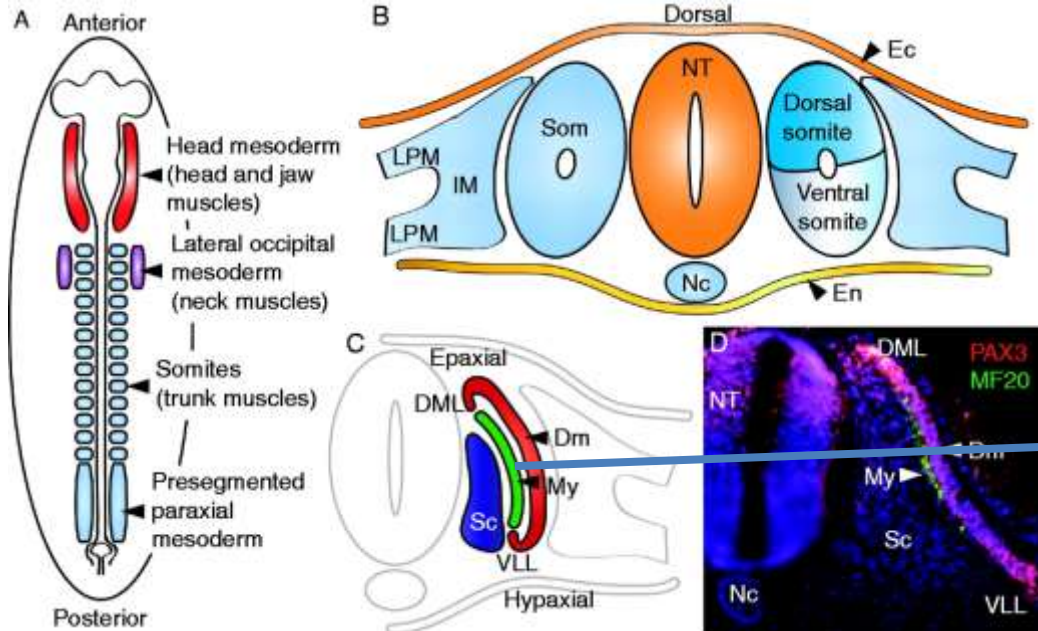 A
Anterior
Head mesoderm
(head and jaw
muscles)
Lateral occipital
mesoderm
(neck muscles)
Somites
(trunk muscles)
Presegmented
paraxial
mesoderm
Posterior
B
Dorsal
Ec
NT
Som
Dorsal
somite
Ventral
somite
LPM
IM
LPM
Nc
En
C
Epaxial
DML
Dm
My
Sc
VLL
Hypaxial
D
DML
PAX3
MF20
NT
Dm
My
Sc
Nc
VLL